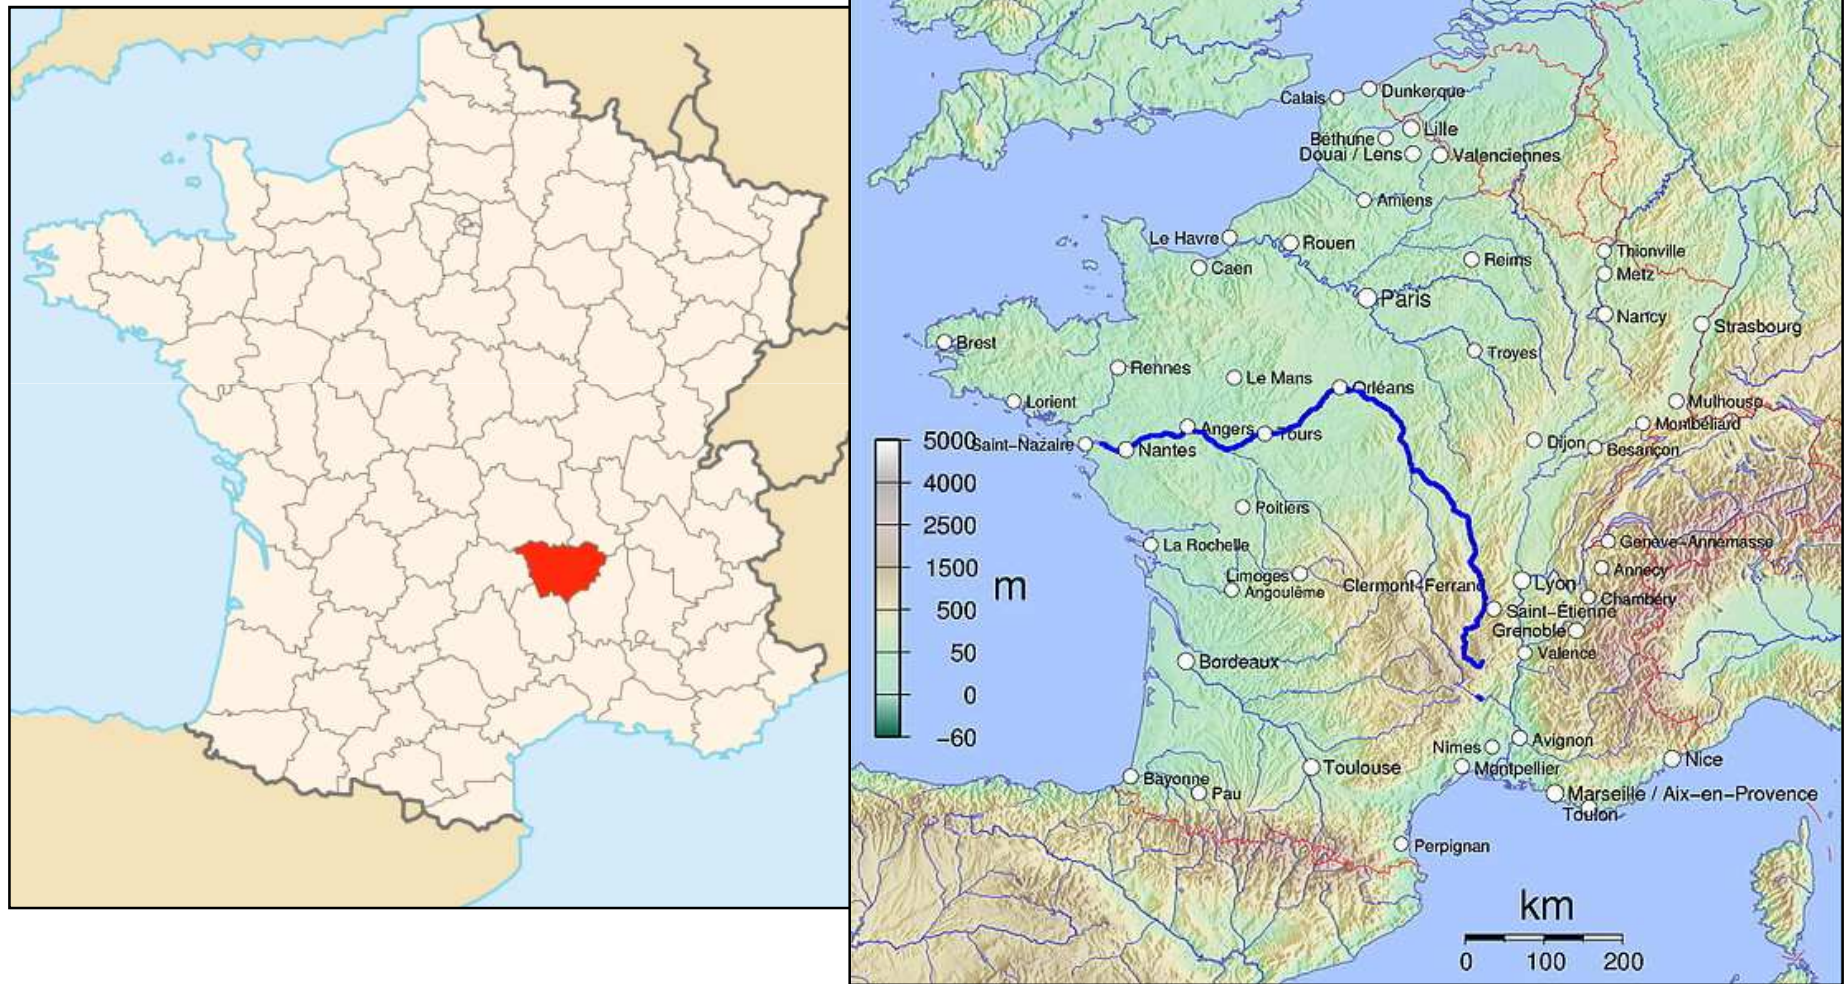 Calais
Dunkerque
Lille
Béthune
Douai / Lens
Valenciennes
Amiens
Le Havre
Rouen
Caen
Reims
Thionville
Metz
Paris
Nancy
Strasbourg
Brest
Troyes
Rennes
Le Mans
Orléans
Lorient
Mulhouse
Montbéliard
Saint-Nazaire
Nantes
Angers
Tours
Dijon
Besançon
5000
4000
2500
1500
500
50
0
-60
m
Poitiers
La Rochelle
Genève-Annemasse
Limoges
Angoulême
Clermont-Ferrand
Lyon
Annecy
Chambéry
Saint-Étienne
Grenoble
Valence
Bordeaux
Avignon
Nîmes
Montpellier
Nice
Bayonne
Toulouse
Pau
Marseille / Aix-en-Provence
Toulon
Perpignan
km
0 100 200